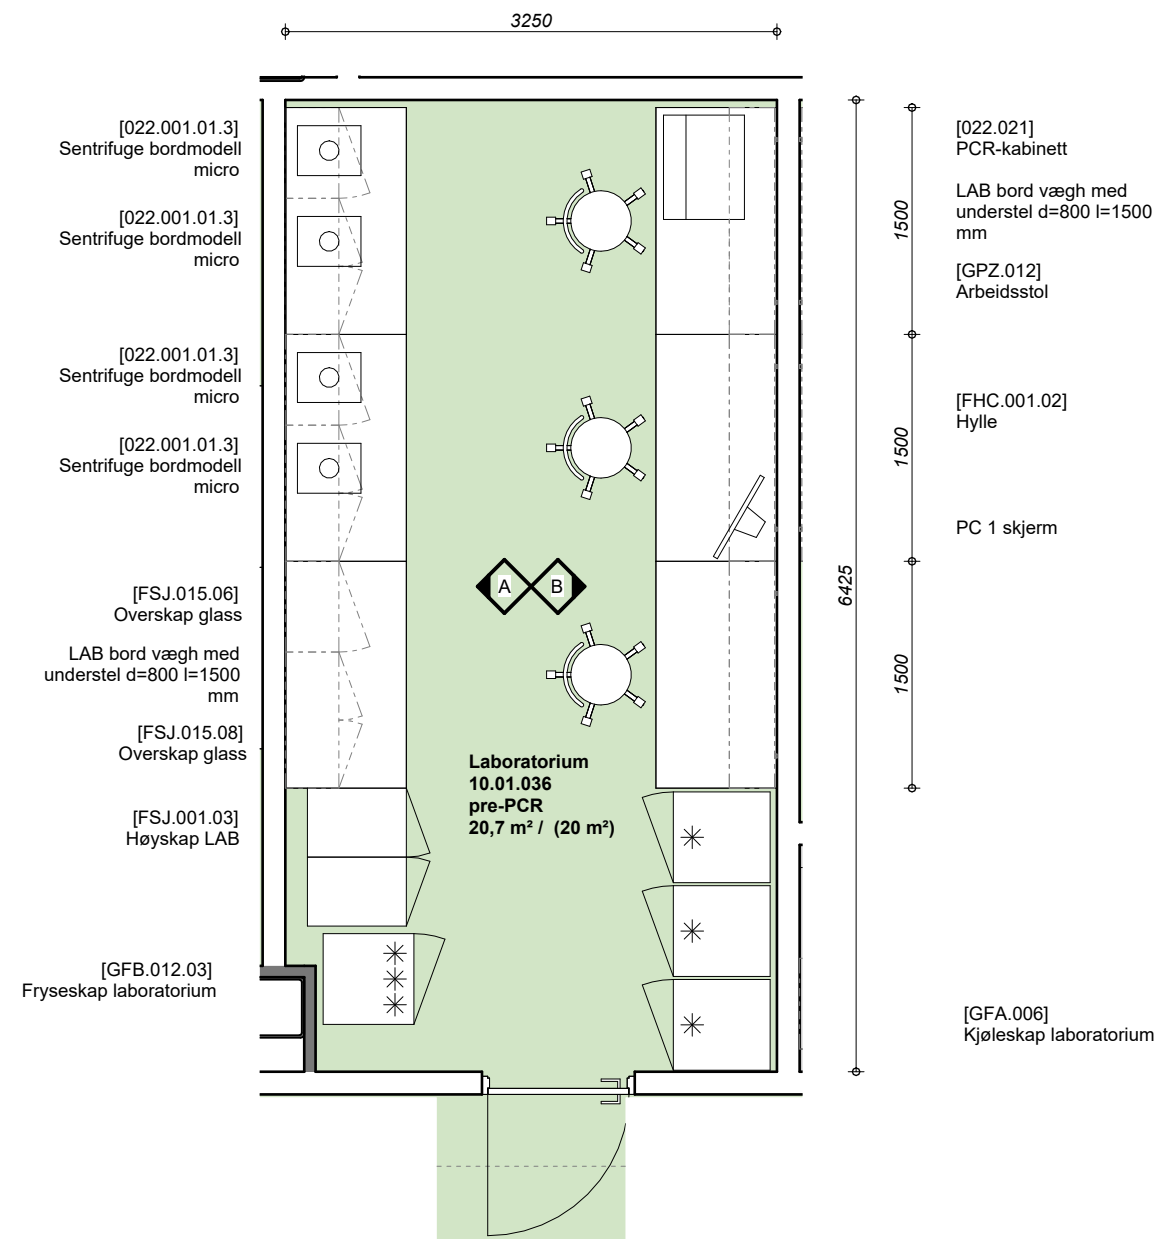 3250
[022.001.01.3]
Sentrifuge bordmodell
micro
[022.001.01.3]
Sentrifuge bordmodell
micro
[022.001.01.3]
Sentrifuge bordmodell
micro
[022.001.01.3]
Sentrifuge bordmodell
micro
[FSJ.015.06]
Overskap glass
LAB bord vægh med
understel d=800 l=1500
mm
[FSJ.015.08]
Overskap glass
[FSJ.001.03]
Høyskap LAB
[GFB.012.03]
Fryseskap laboratorium
A
B
Laboratorium
10.01.036
pre-PCR
20,7 m² / (20 m²)
6425
1500
1500
1500
[022.021]
PCR-kabinett
LAB bord vægh med
understel d=800 l=1500
mm
[GPZ.012]
Arbeidsstol
[FHC.001.02]
Hylle
PC 1 skjerm
[GFA.006]
Kjøleskap laboratorium